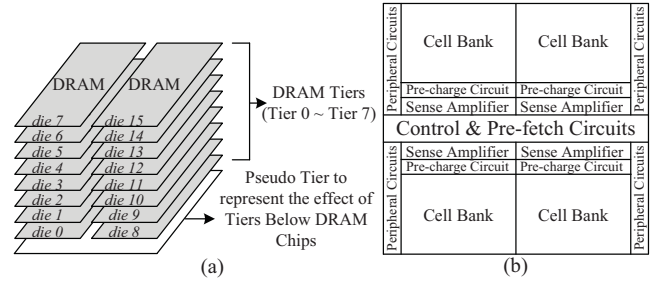 DRAM
DRAM
die 7
die 15
die 6
die 14
die 5
die 13
die 4
die 12
die 3
die 11
die 2
die 10
die 1
die 9
die 0
die 8
DRAM Tiers
(Tier 0 ~ Tier 7)
Pseudo Tier to
represent the effect of
Tiers Below DRAM
Chips
(a)
Peripheral Circuits
Cell Bank
Cell Bank
Peripheral Circuits
Pre-charge Circuit
Pre-charge Circuit
Sense Amplifier
Sense Amplifier
Control & Pre-fetch Circuits
Peripheral Circuits
Sense Amplifier
Sense Amplifier
Peripheral Circuits
Pre-charge Circuit
Pre-charge Circuit
Cell Bank
Cell Bank
(b)